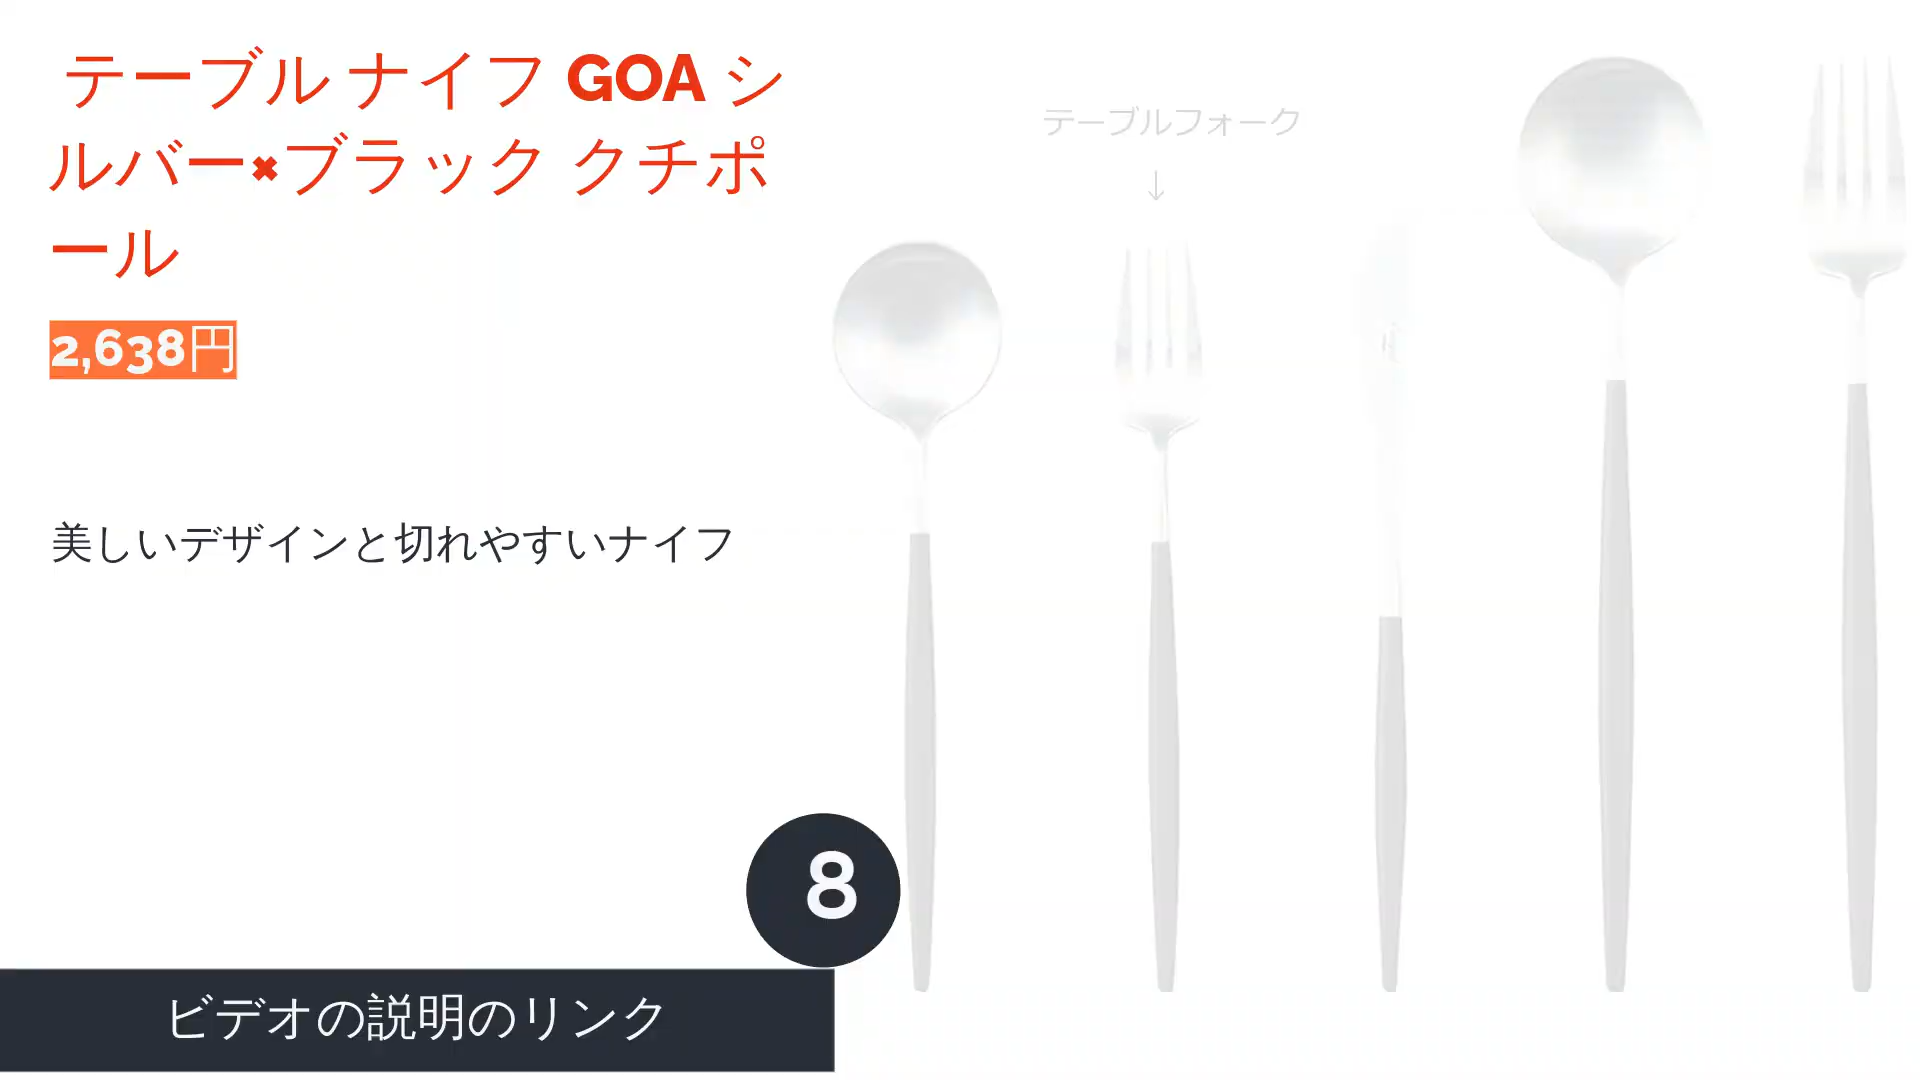 テーブル ナイフ GOA シ
ルバー×ブラック クチポ
ール
2,638円
美しいデザインと切れやすいナイフ
テーブルフォーク
↓
8
ビデオの説明のリンク